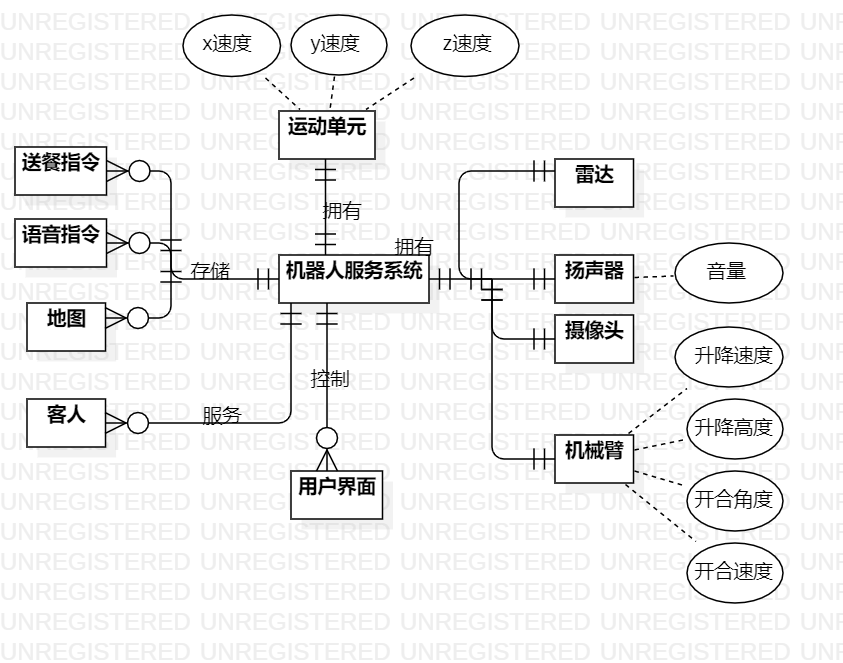 x速度
y速度
z速度
运动单元
送餐指令
雷达
拥有
语音指令
拥有
存储
机器人服务系统
扬声器
音量
地图
摄像头
升降速度
控制
客人
服务
升降高度
机械臂
用户界面
开合角度
开合速度
UNREGISTERED